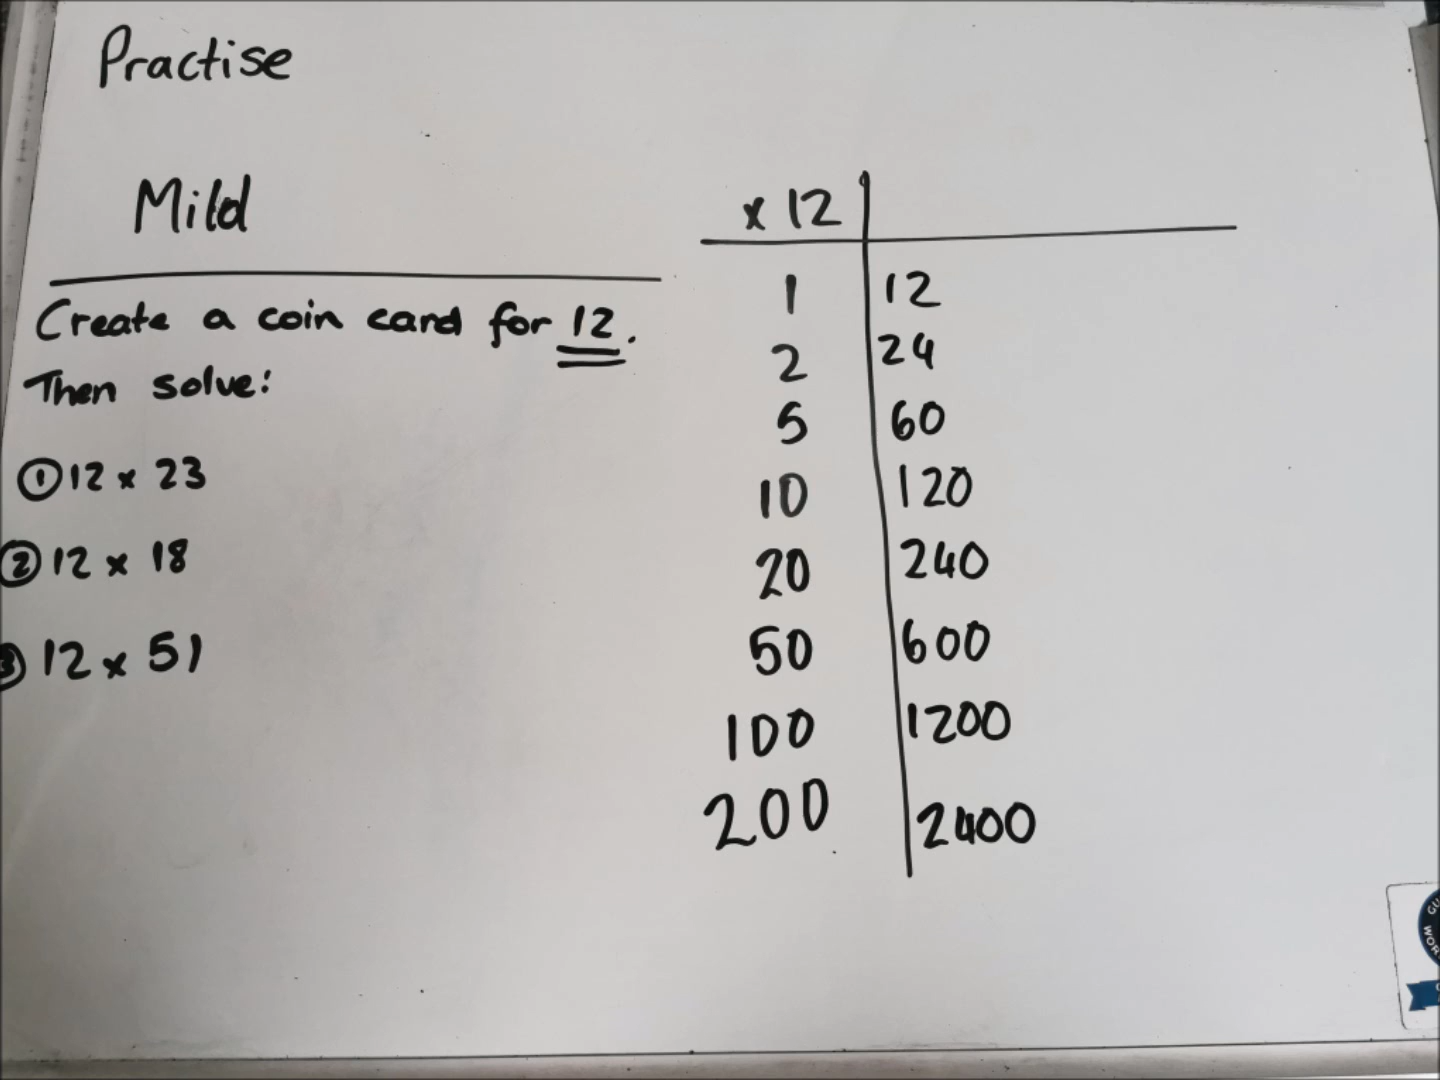 Practise
Mild
Create a coin card for 12.
Then solve:
① 12 x 23
② 12 x 18
③ 12 x 51
x 12
1 12
2 24
5 60
10 120
20 240
50 600
100 1200
200 2400